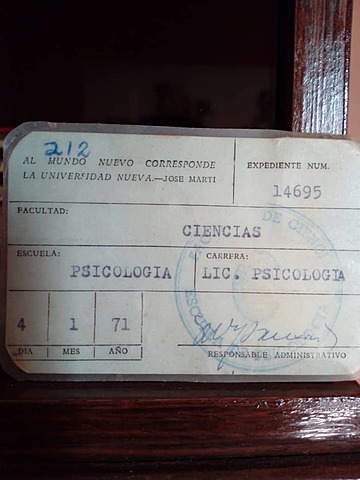 212
AL MUNDO NUEVO CORRESPONDE
LA UNIVERSIDAD NUEVA.—JOSE MARTI
EXPEDIENTE NUM.
14695
FACULTAD:
CIENCIAS
ESCUELA:
PSICOLOGIA
CARRERA:
LIC. PSICOLOGIA
4 1 71
DIA MES AÑO
RESPONSABLE ADMINISTRATIVO